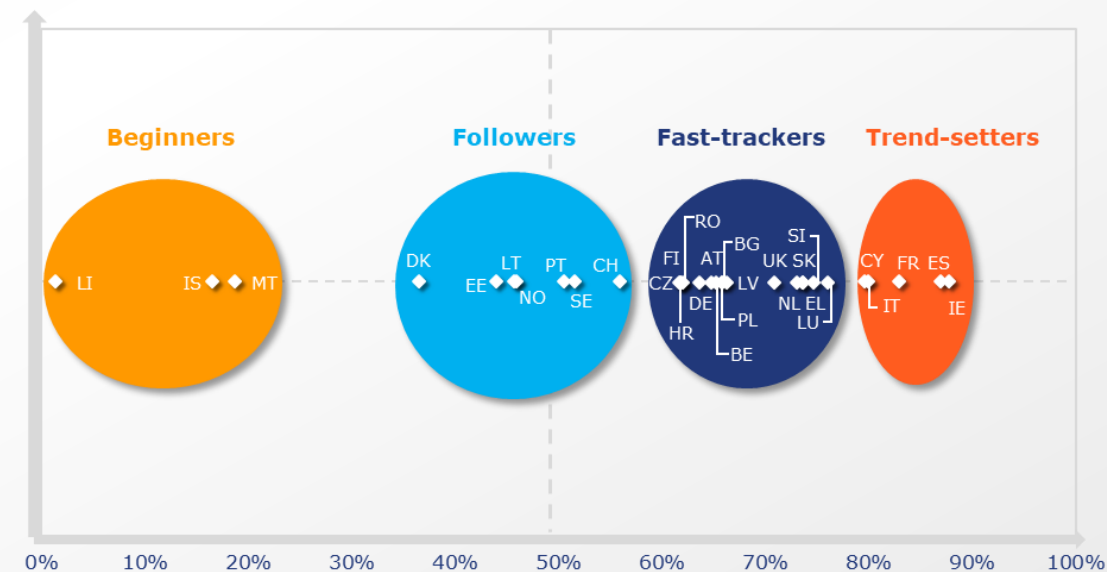 Beginners
Followers
Fast-trackers
Trend-setters
LI
IS
MT
DK
EE
LT
NO
PT
SE
CH
FI
CZ
HR
RO
DE
AT
BG
LV
PL
BE
UK
SK
SI
NL
EL
LU
CY
IT
FR
ES
IE
0%
10%
20%
30%
40%
50%
60%
70%
80%
90%
100%